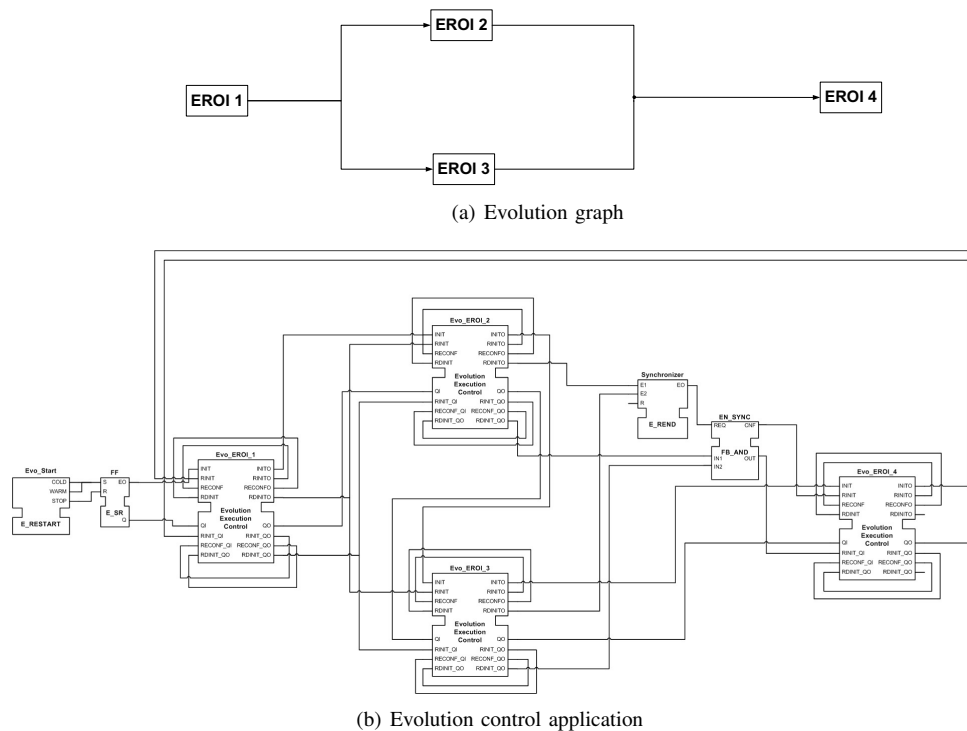 EROI 2
EROI 1
EROI 4
EROI 3
(a) Evolution graph
Evo_EROI_2
INIT INITO
RINIT RINITO
RECONF RECONFO
RDINIT RDINITO
Evolution
Execution
Control
QI QO
RINIT_QI RINIT_QO
RECONF_QI RECONF_QO
RDINIT_QO RDINIT_QO
Synchronizer
E1 EO
E2
R
E_REND
EN_SYNC
REQ CNF
FB_AND
IN1 OUT
IN2
Evo_Start
COLD
WARM
STOP
E_RESTART
FF
S EO
R
E_SR
Q
Evo_EROI_1
INIT INITO
RINIT RINITO
RECONF RECONFO
RDINIT RDINITO
Evolution
Execution
Control
QI QO
RINIT_QI RINIT_QO
RECONF_QI RECONF_QO
RDINIT_QO RDINIT_QO
Evo_EROI_4
INIT INITO
RINIT RINITO
RECONF RECONFO
RDINIT RDINITO
Evolution
Execution
Control
QI QO
RINIT_QI RINIT_QO
RECONF_QI RECONF_QO
RDINIT_QO RDINIT_QO
Evo_EROI_3
INIT INITO
RINIT RINITO
RECONF RECONFO
RDINIT RDINITO
Evolution
Execution
Control
QI QO
RINIT_QI RINIT_QO
RECONF_QI RECONF_QO
RDINIT_QO RDINIT_QO
(b) Evolution control application